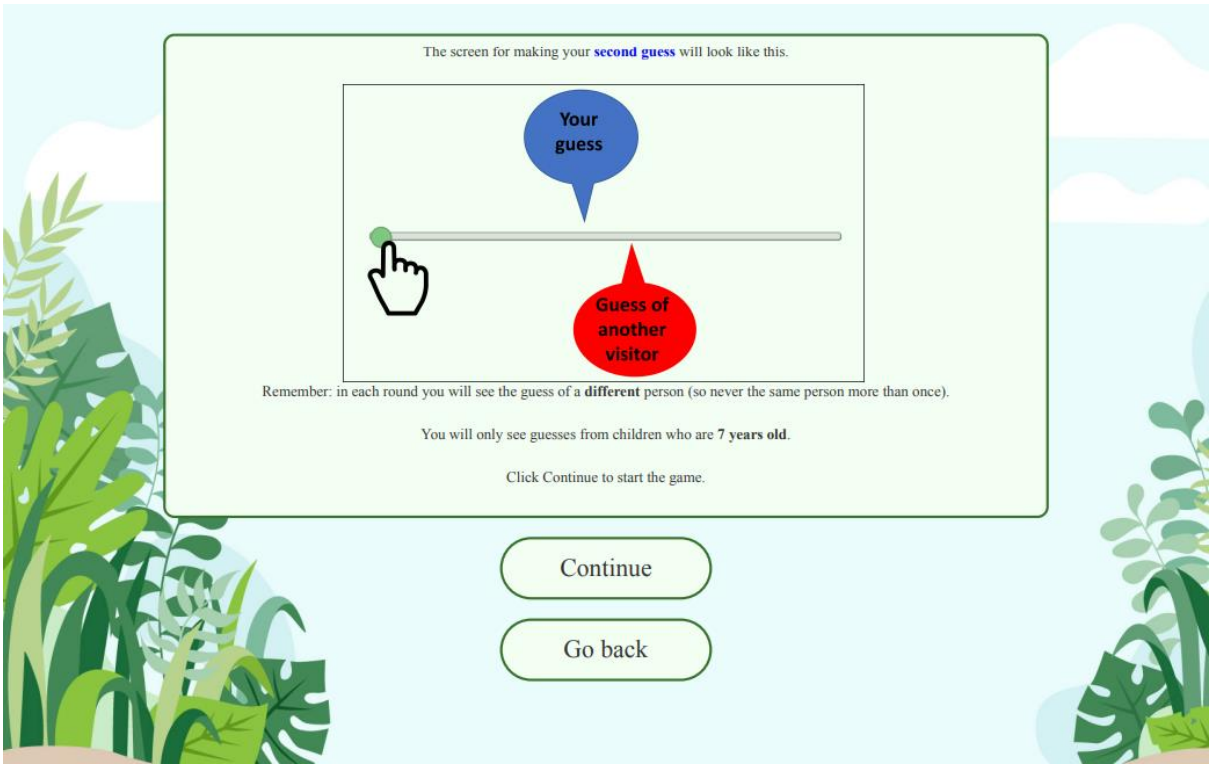 The screen for making your second guess will look like this.
Your
guess
Guess of
another
visitor
Remember: in each round you will see the guess of a different person (so never the same person more than once).
You will only see guesses from children who are 7 years old.
Click Continue to start the game.
Continue
Go back